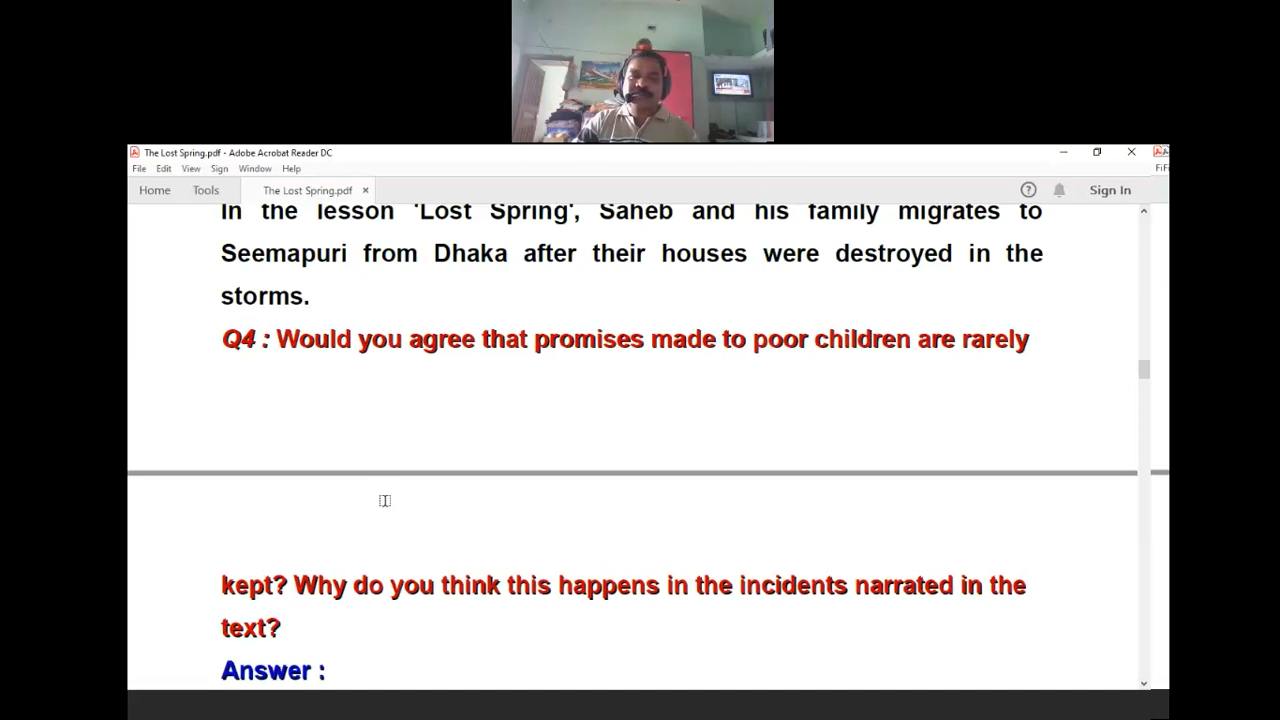 The Lost Spring.pdf - Adobe Acrobat Reader DC
File Edit View Sign Window Help
Home Tools The Lost Spring.pdf × Sign In
FiFi
In the lesson 'Lost Spring', Saheb and his family migrates to
Seemapuri from Dhaka after their houses were destroyed in the
storms.
Q4 : Would you agree that promises made to poor children are rarely
kept? Why do you think this happens in the incidents narrated in the
text?
Answer :